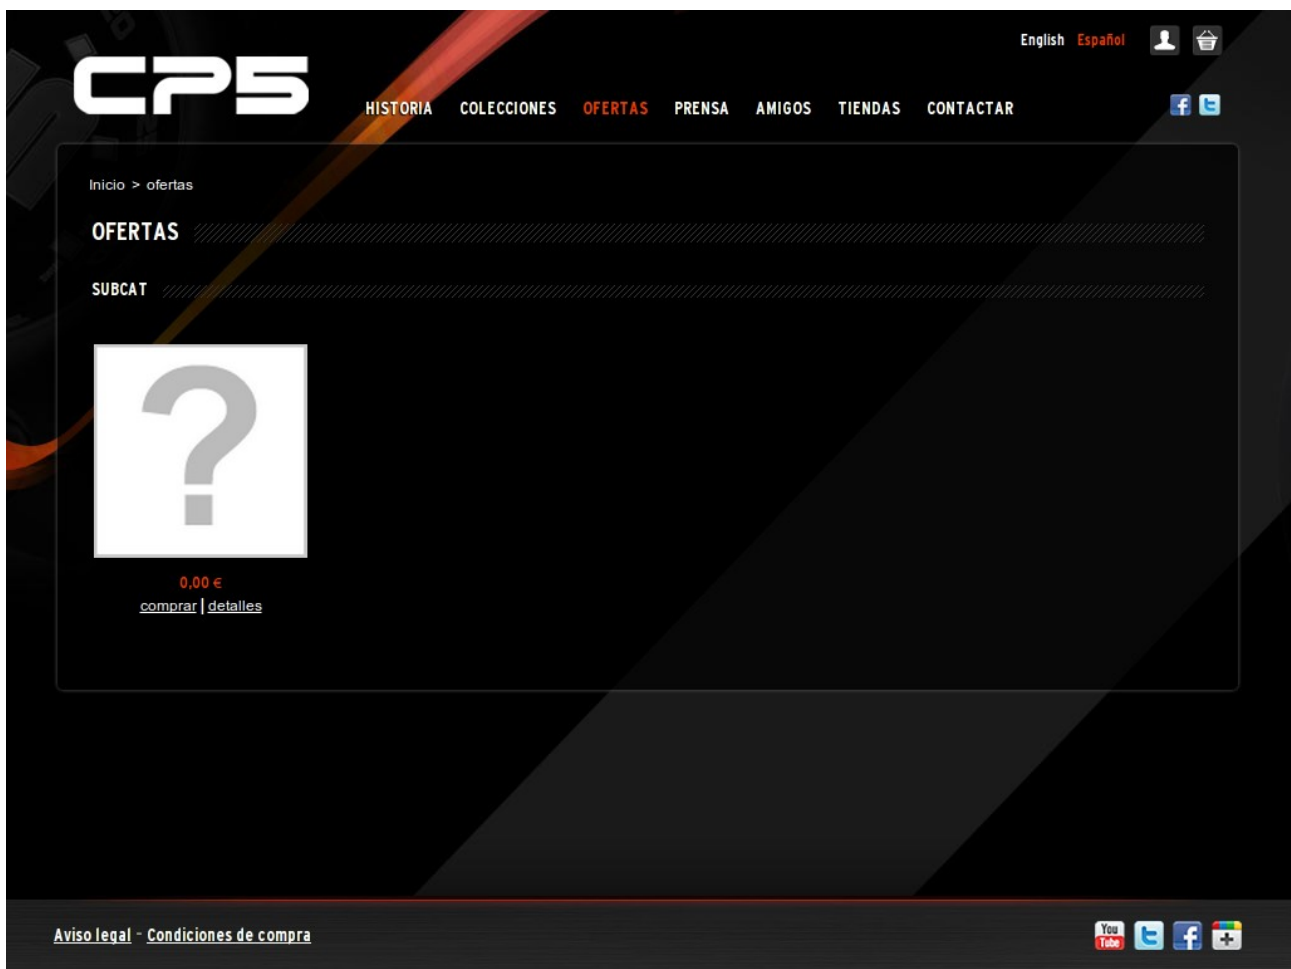 English Español
CP5
HISTORIA COLECCIONES OFERTAS PRENSA AMIGOS TIENDAS CONTACTAR
Inicio > ofertas
OFERTAS
SUBCAT
?
0,00 €
comprar | detalles
Aviso legal - Condiciones de compra
You
Tube